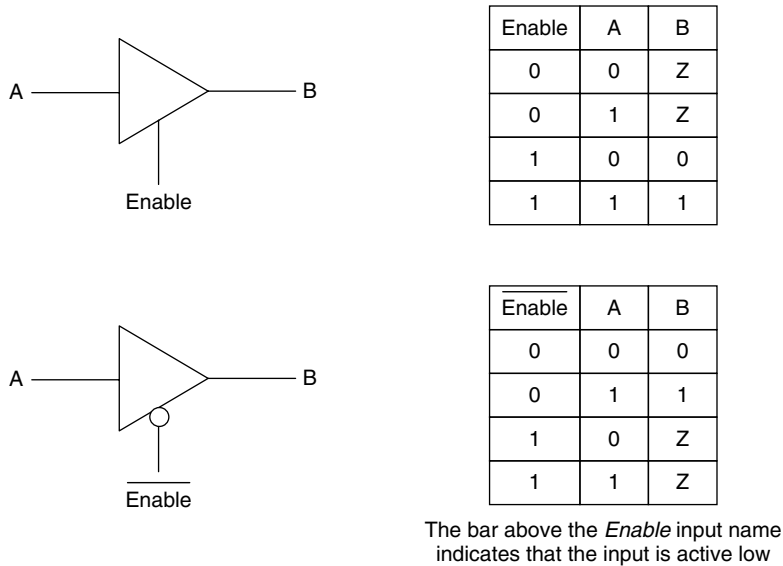 A
B
Enable
Enable A B
0 0 Z
0 1 Z
1 0 0
1 1 1
A
B
Enable
Enable A B
0 0 0
0 1 1
1 0 Z
1 1 Z
The bar above the Enable input name
indicates that the input is active low